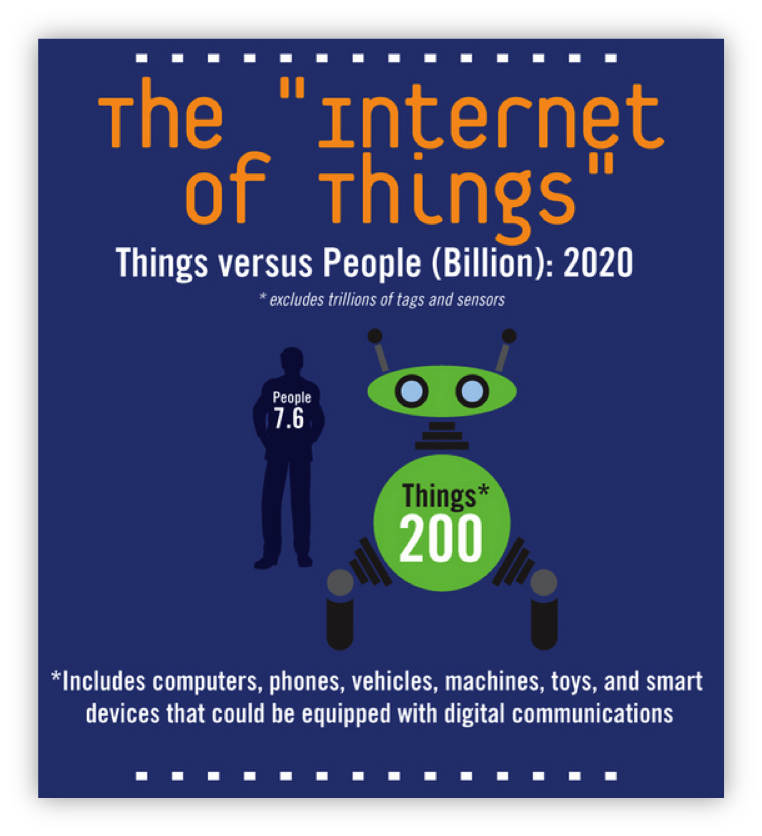 The "Internet
of Things"
Things versus People (Billion): 2020
* excludes trillions of tags and sensors
People
7.6
Things*
200
*Includes computers, phones, vehicles, machines, toys, and smart
devices that could be equipped with digital communications